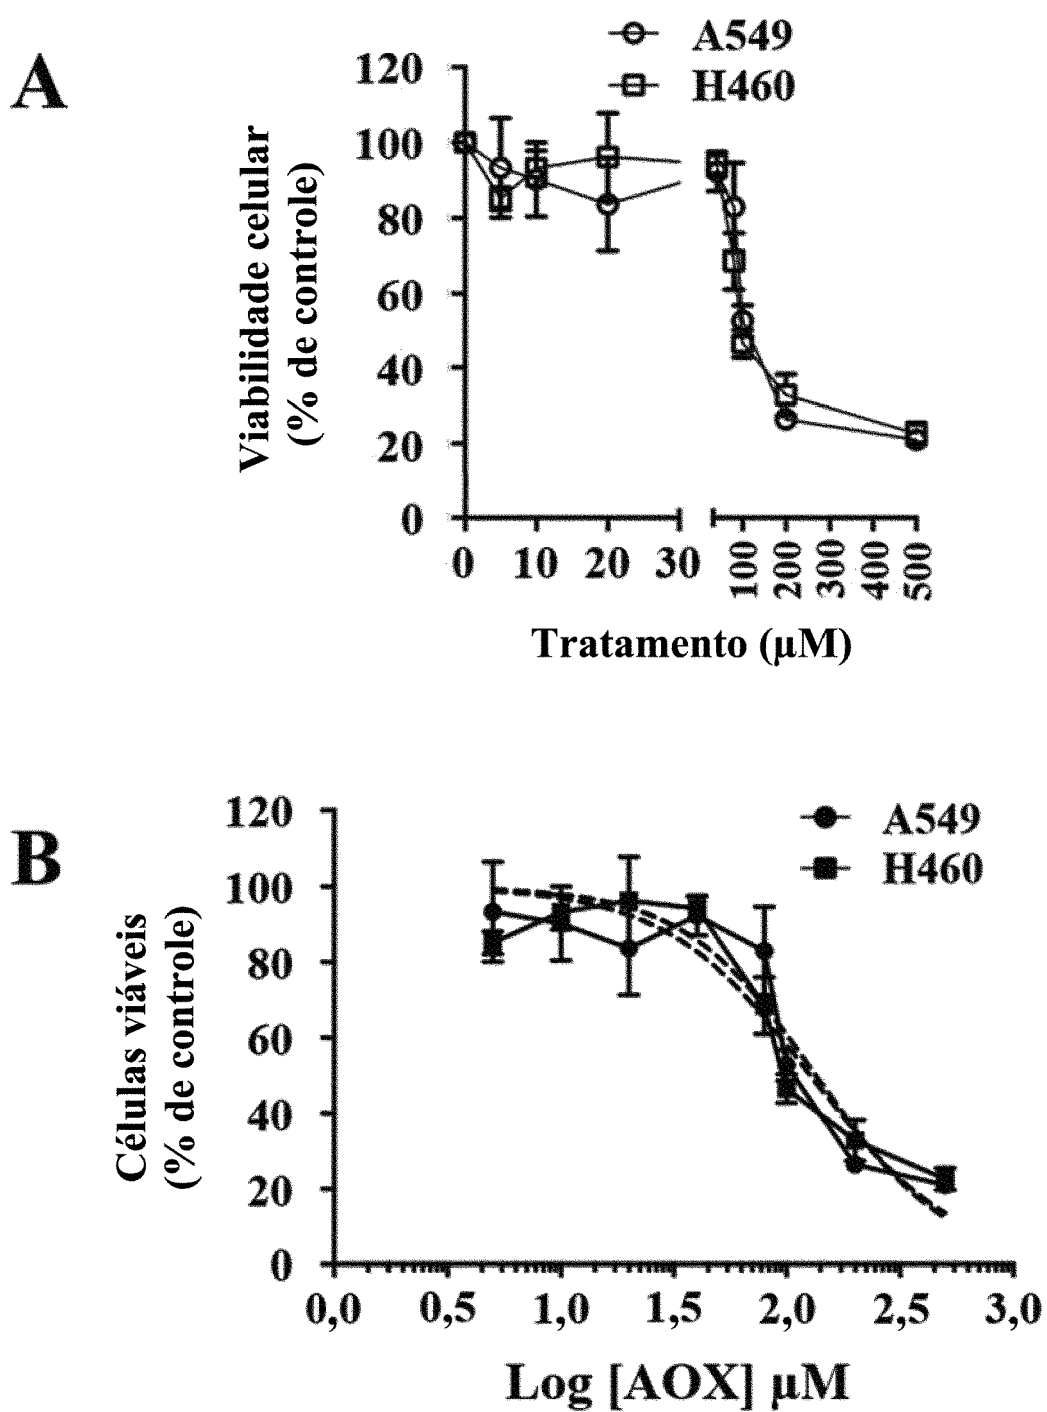 A
A549
H460
120
100
80
60
40
20
0
Viabilidade celular
(% de controle)
0 10 20 30 100 200 300 400 500
Tratamento (µM)
B
A549
H460
120
100
80
60
40
20
0
Células viáveis
(% de controle)
0,0 0,5 1,0 1,5 2,0 2,5 3,0
Log [AOX] µM